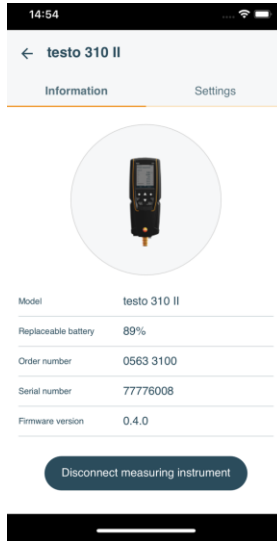 14:54
testo 310 II
Information Settings
Model testo 310 II
Replaceable battery 89%
Order number 0563 3100
Serial number 77776008
Firmware version 0.4.0
Disconnect measuring instrument